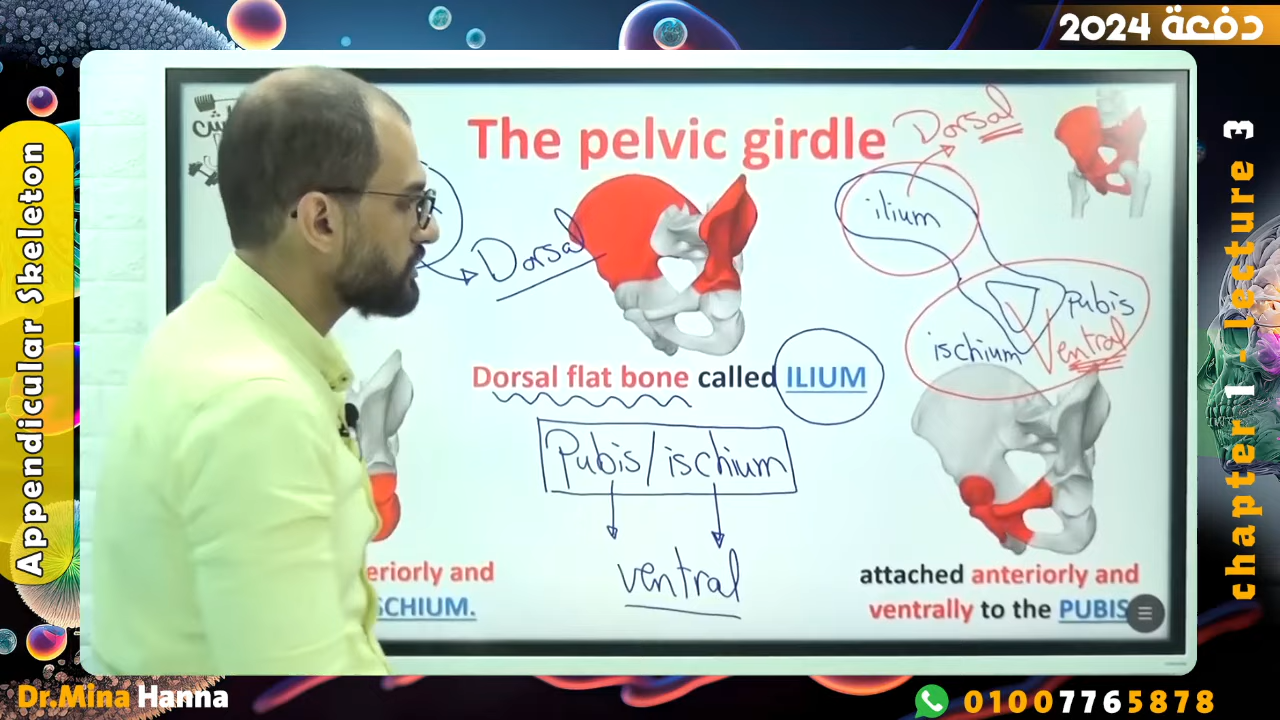 دفعة 2024
Appendicular Skeleton
chapter 1 - lecture 3
The pelvic girdle
Dorsal
ilium
Dorsal
pubis
ischium
Ventral
Dorsal flat bone called ILIUM
Pubis/ischium
ventral
eriorly and
SCHIUM.
attached anteriorly and
ventrally to the PUBIS
Dr.Mina Hanna
01007765878